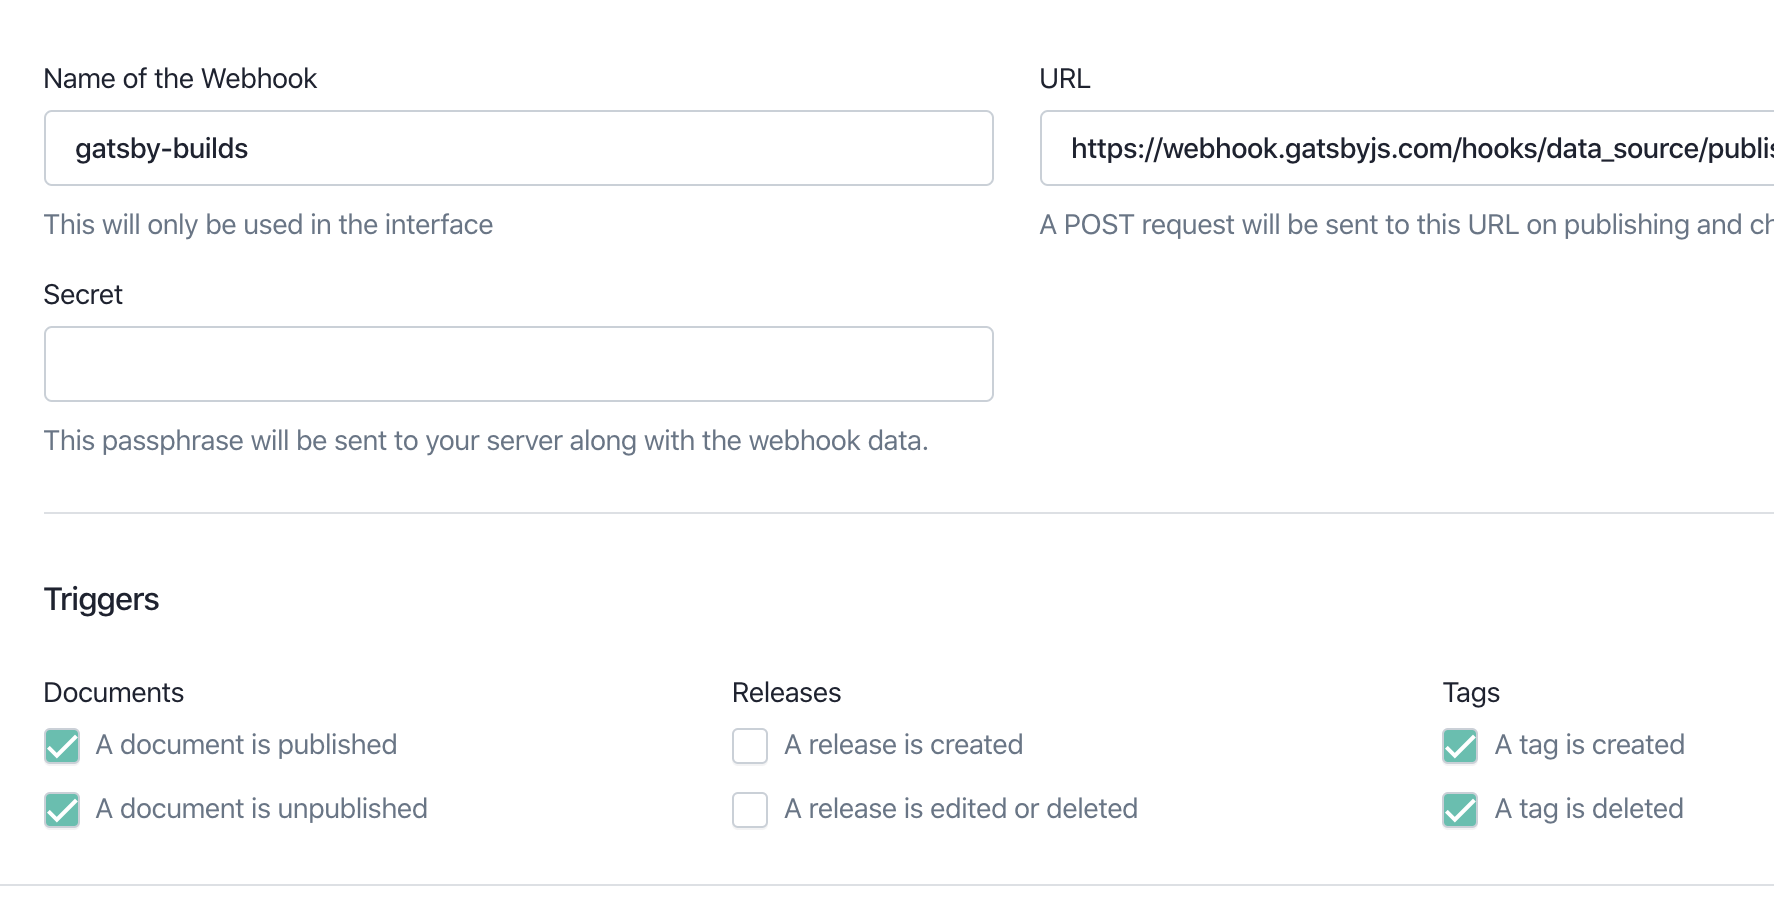 Name of the Webhook
gatsby-builds
This will only be used in the interface
URL
https://webhook.gatsbyjs.com/hooks/data_source/publis
A POST request will be sent to this URL on publishing and ch
Secret
This passphrase will be sent to your server along with the webhook data.
Triggers
Documents
A document is published
A document is unpublished
Releases
A release is created
A release is edited or deleted
Tags
A tag is created
A tag is deleted